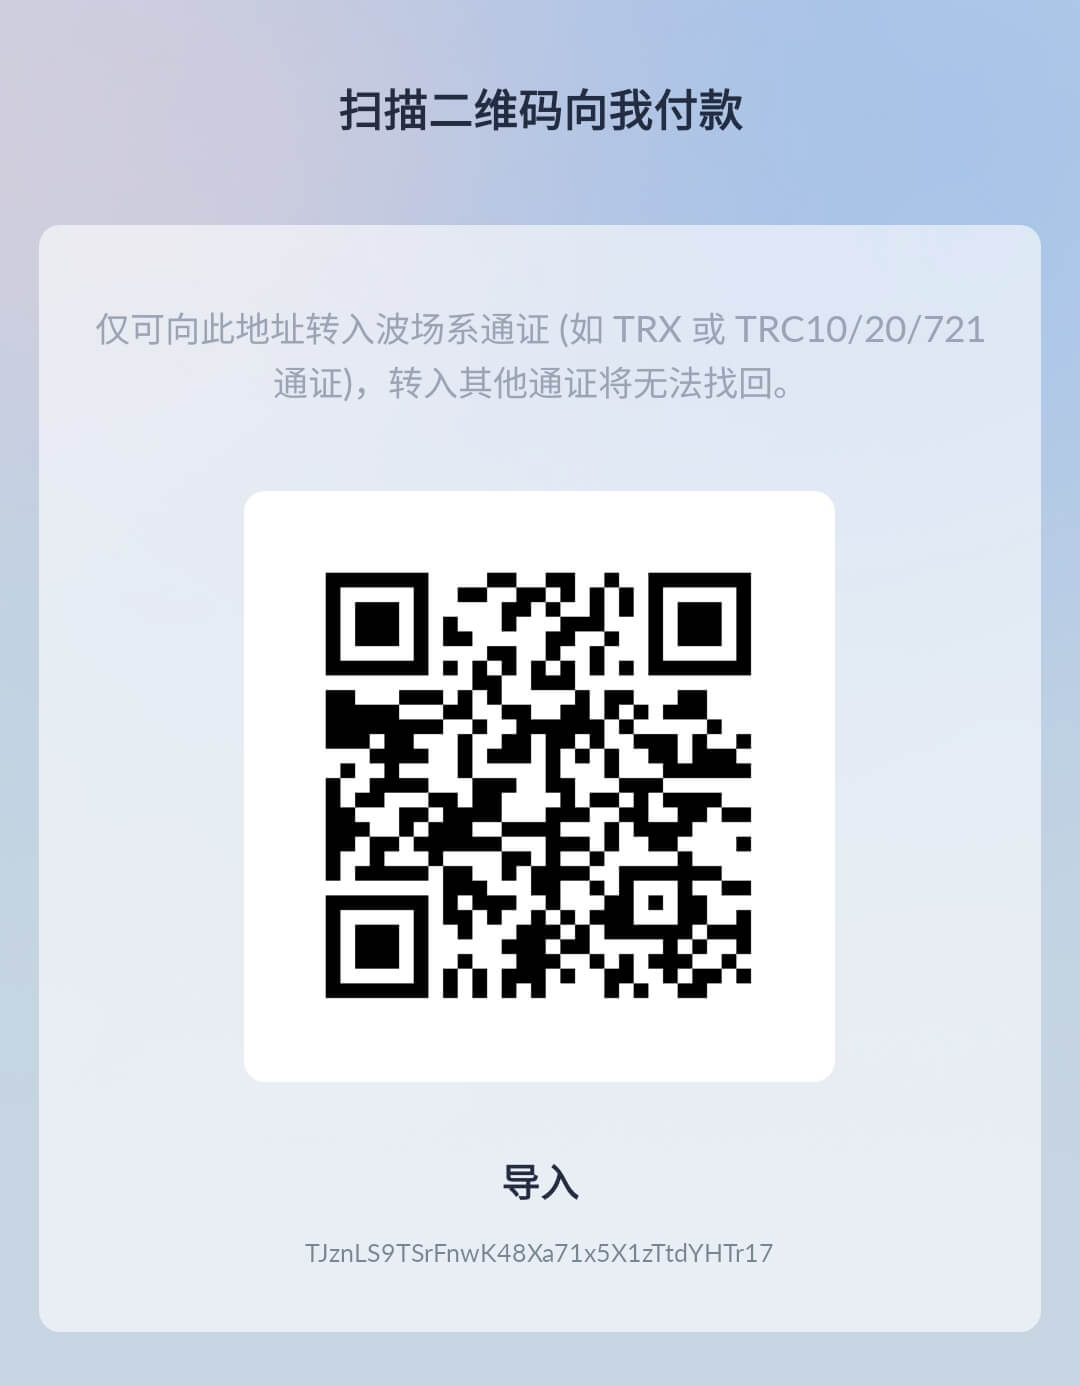 扫描二维码向我付款
仅可向此地址转入波场系通证 (如 TRX 或 TRC10/20/721
通证)，转入其他通证将无法找回。
导入
TJznLS9TSrFnwK48Xa71x5X1zTtdYHTr17